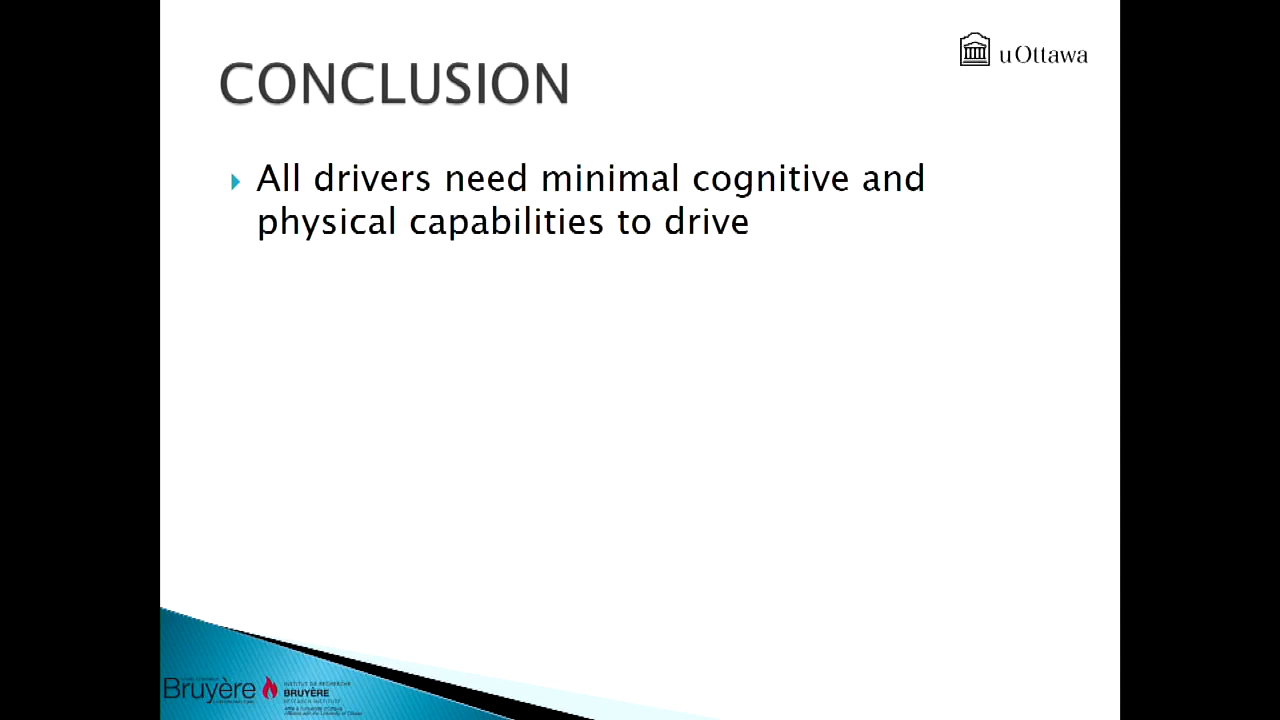 uOttawa
CONCLUSION
All drivers need minimal cognitive and
physical capabilities to drive
Bruyère
INSTITUT DE RECHERCHE
BRUYÈRE
RESEARCH INSTITUTE